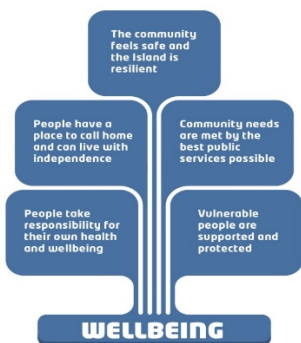 The community
feels safe and
the Island is
resilient
People have a
place to call home
and can live with
independence
Community needs
are met by the
best public
services possible
People take
responsibility for
their own health
and wellbeing
Vulnerable
people are
supported and
protected
WELLBEING